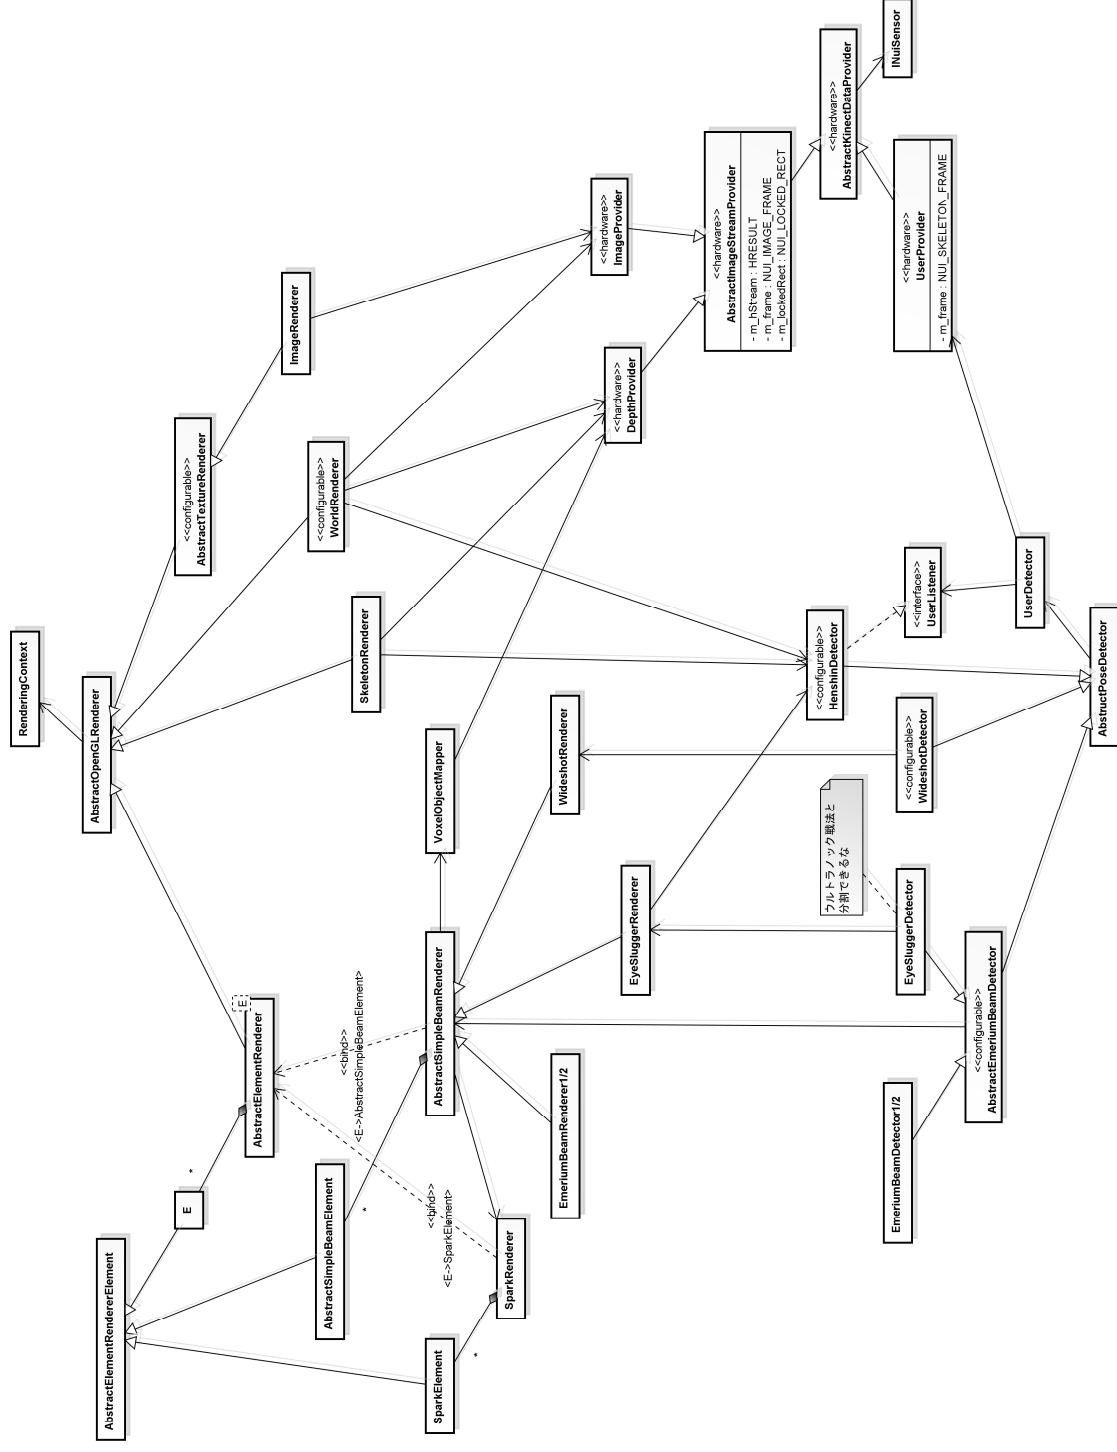 RenderingContext
AbstractOpenGLRenderer
AbstractElementRendererElement
E
<<configurable>>
AbstractTextureRenderer
*
E
AbstractElementRenderer
ImageRenderer
<<configurable>>
WorldRenderer
AbstractSimpleBeamElement
<<bind>>
<E->AbstractSimpleBeamElement>
SkeletonRenderer
*
<<bind>>
<E->SparkElement>
SparkElement
AbstractSimpleBeamRenderer
VoxelObjectMapper
*
SparkRenderer
EmeriumBeamRenderer1/2
WideshotRenderer
<<hardware>>
ImageProvider
<<hardware>>
DepthProvider
EyeSluggerRenderer
<<hardware>>
AbstractImageStreamProvider
- m_hStream : HRESULT
- m_frame : NUI_IMAGE_FRAME
- m_lockedRect : NUI_LOCKED_RECT
<<configurable>>
HenshinDetector
ウルトラノック戦法と
分割できるな
<<hardware>>
AbstractKinectDataProvider
INuiSensor
EmeriumBeamDetector1/2
EyeSluggerDetector
<<configurable>>
WideshotDetector
<<interface>>
UserListener
<<hardware>>
UserProvider
- m_frame : NUI_SKELETON_FRAME
<<configurable>>
AbstractEmeriumBeamDetector
UserDetector
AbstructPoseDetector